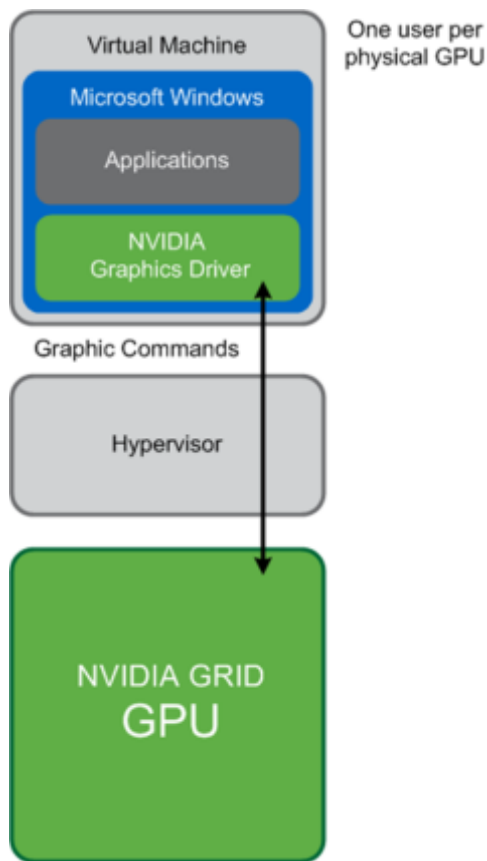 Virtual Machine
One user per
physical GPU
Microsoft Windows
Applications
NVIDIA
Graphics Driver
Graphic Commands
Hypervisor
NVIDIA GRID
GPU